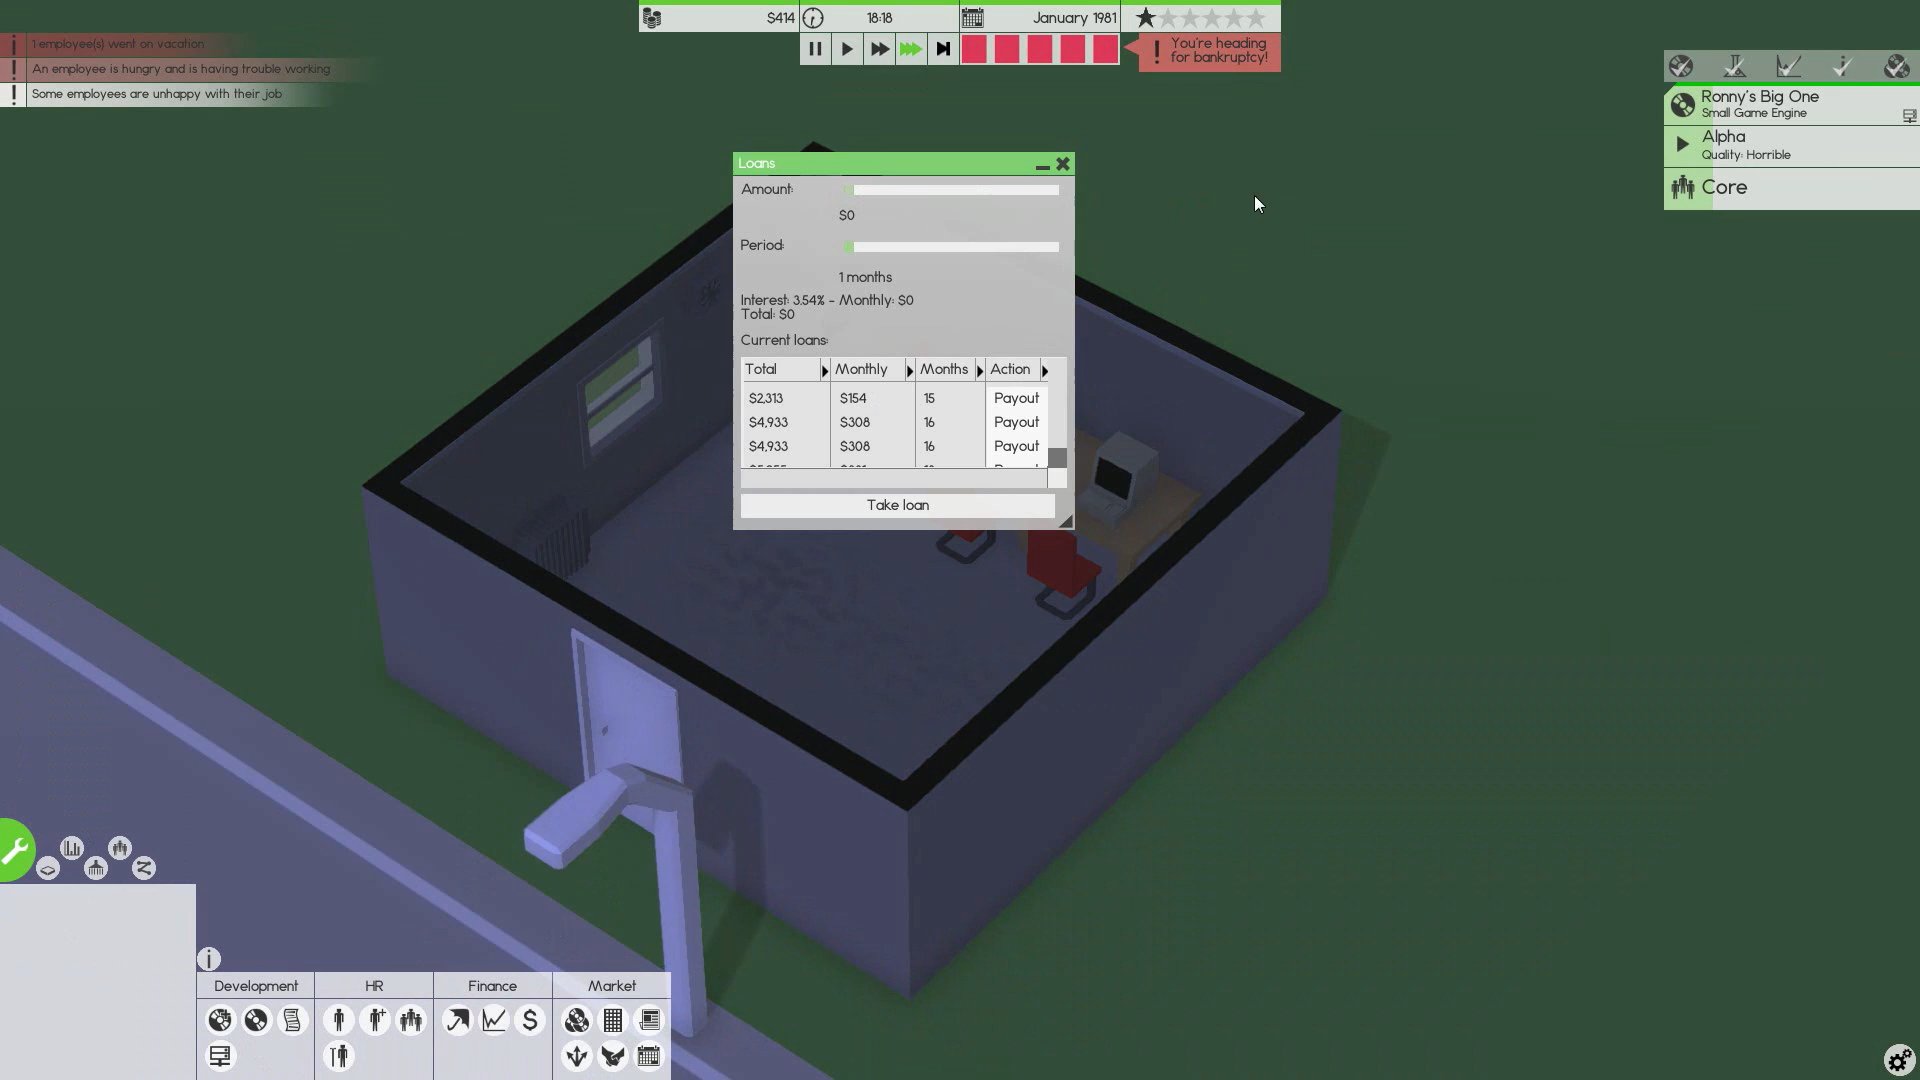 $414
18:18
January 1981
You're heading
for bankruptcy!
1 employee(s) went on vacation
An employee is hungry and is having trouble working
Some employees are unhappy with their job
Ronny's Big One
Small Game Engine
Alpha
Quality: Horrible
Core
Loans
Amount:
$0
Period:
1 months
Interest: 3.54% - Monthly: $0
Total: $0
Current loans:
Total Monthly Months Action
$2,313 $154 15 Payout
$4,933 $308 16 Payout
$4,933 $308 16 Payout
Take loan
Development HR Finance Market